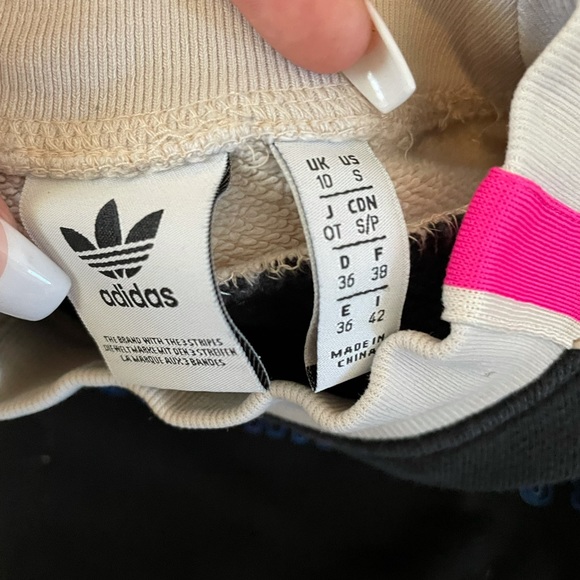 adidas
THE BRAND WITH THE 3 STRIPES
DIE WELTMARKE MIT DEN 3 STREIFEN
LA MARQUE AUX 3 BANDES
UK US
10 S
J CDN
OT S/P
D F
36 38
E I
36 42
MADE IN
CHINA